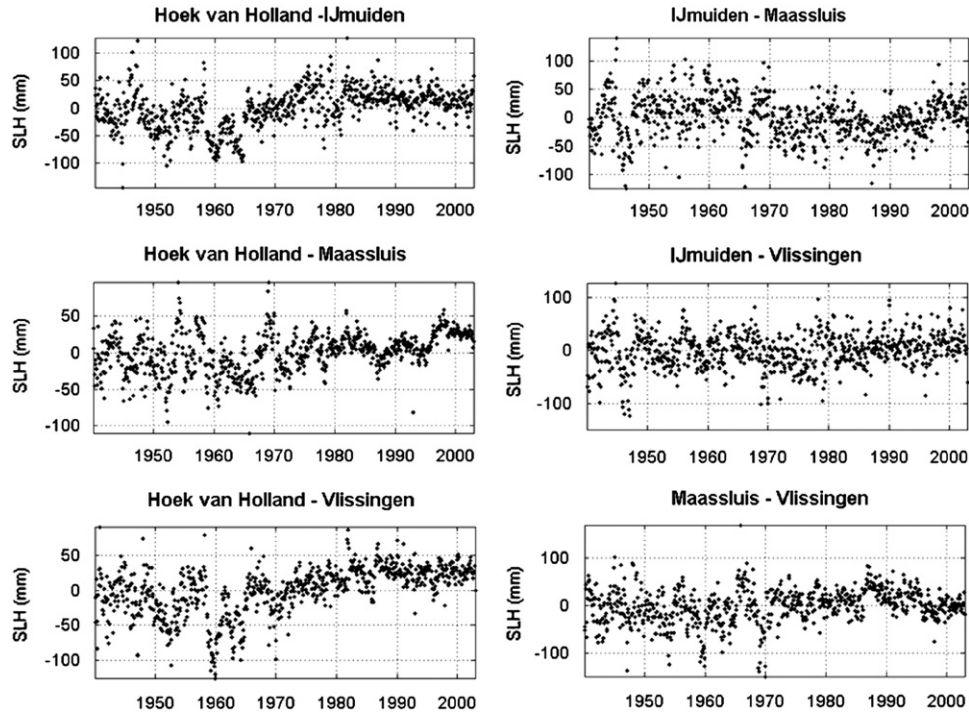 Hoek van Holland -IJmuiden
SLH (mm)
100
50
0
-50
-100
1950 1960 1970 1980 1990 2000
IJmuiden - Maassluis
SLH (mm)
100
50
0
-50
-100
1950 1960 1970 1980 1990 2000
Hoek van Holland - Maassluis
SLH (mm)
50
0
-50
-100
1950 1960 1970 1980 1990 2000
IJmuiden - Vlissingen
SLH (mm)
100
0
-100
1950 1960 1970 1980 1990 2000
Hoek van Holland - Vlissingen
SLH (mm)
50
0
-50
-100
1950 1960 1970 1980 1990 2000
Maassluis - Vlissingen
SLH (mm)
100
0
-100
1950 1960 1970 1980 1990 2000